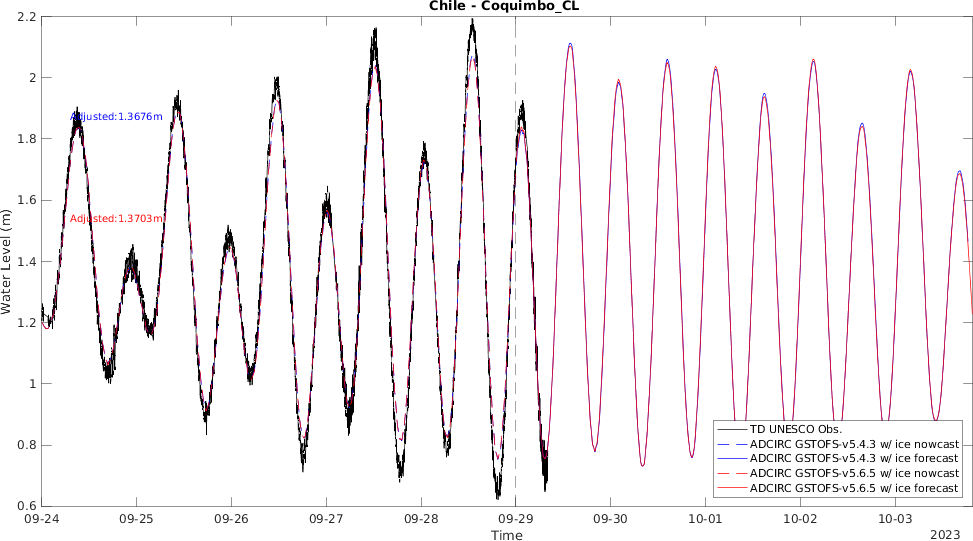 Chile - Coquimbo_CL
2.2
2
1.8
1.6
1.4
1.2
1
0.8
0.6
Water Level (m)
Adjusted:1.3676m
Adjusted:1.3703m
TD UNESCO Obs.
ADCIRC GSTOFS-v5.4.3 w/ ice nowcast
ADCIRC GSTOFS-v5.4.3 w/ ice forecast
ADCIRC GSTOFS-v5.6.5 w/ ice nowcast
ADCIRC GSTOFS-v5.6.5 w/ ice forecast
09-24 09-25 09-26 09-27 09-28 09-29 09-30 10-01 10-02 10-03
Time
2023